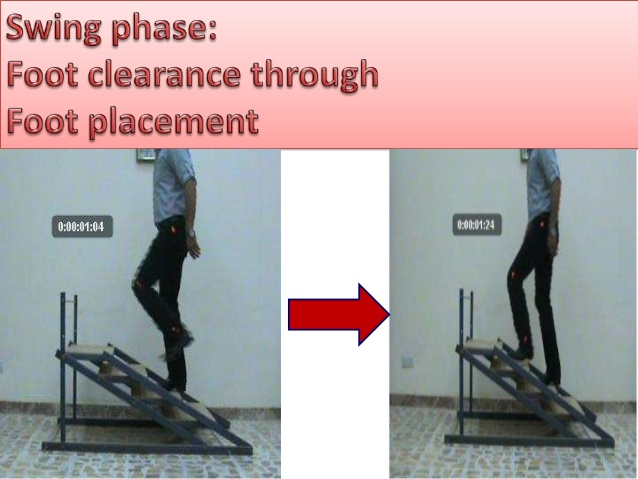 Swing phase:
Foot clearance through
Foot placement
0:00:01:04
0:00:01:24